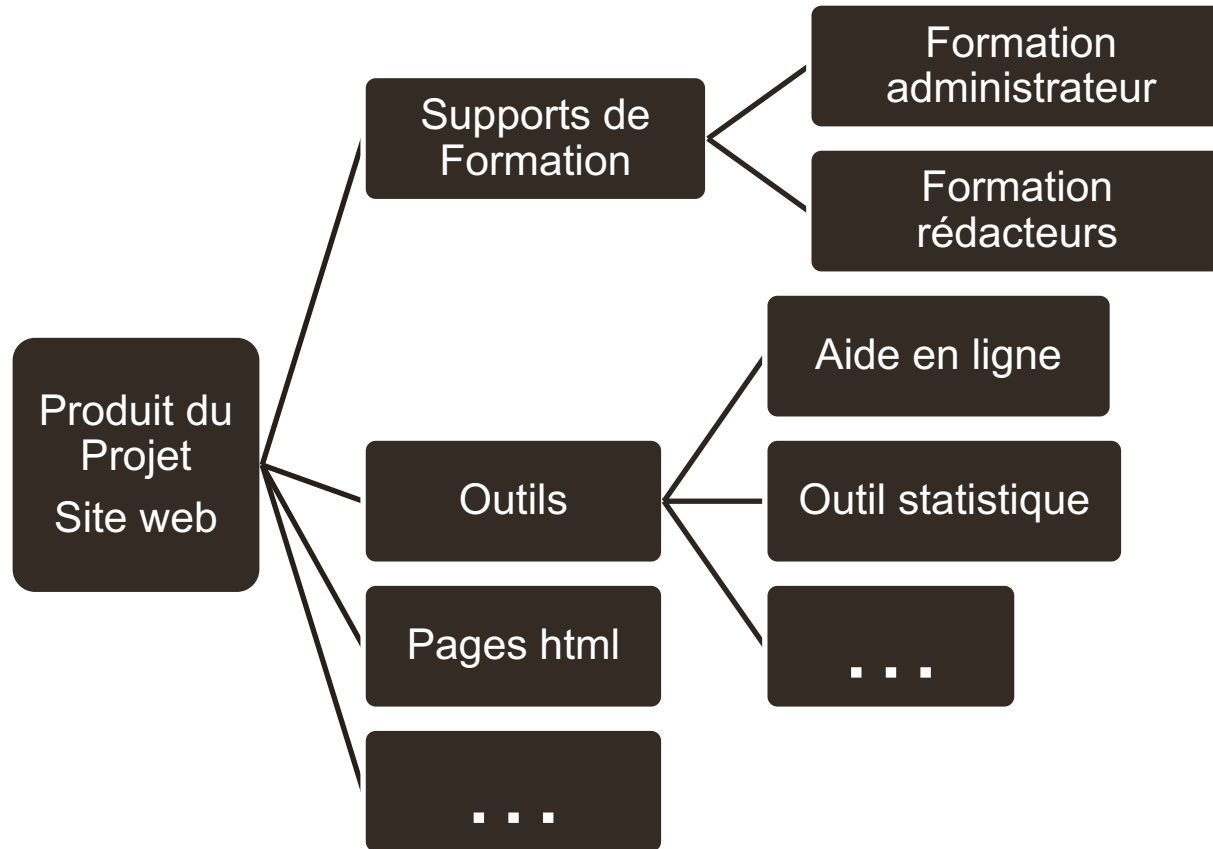 Formation
administrateur
Supports de
Formation
Formation
rédacteurs
Aide en ligne
Produit du
Projet
Site web
Outils
Outil statistique
Pages html
...
...